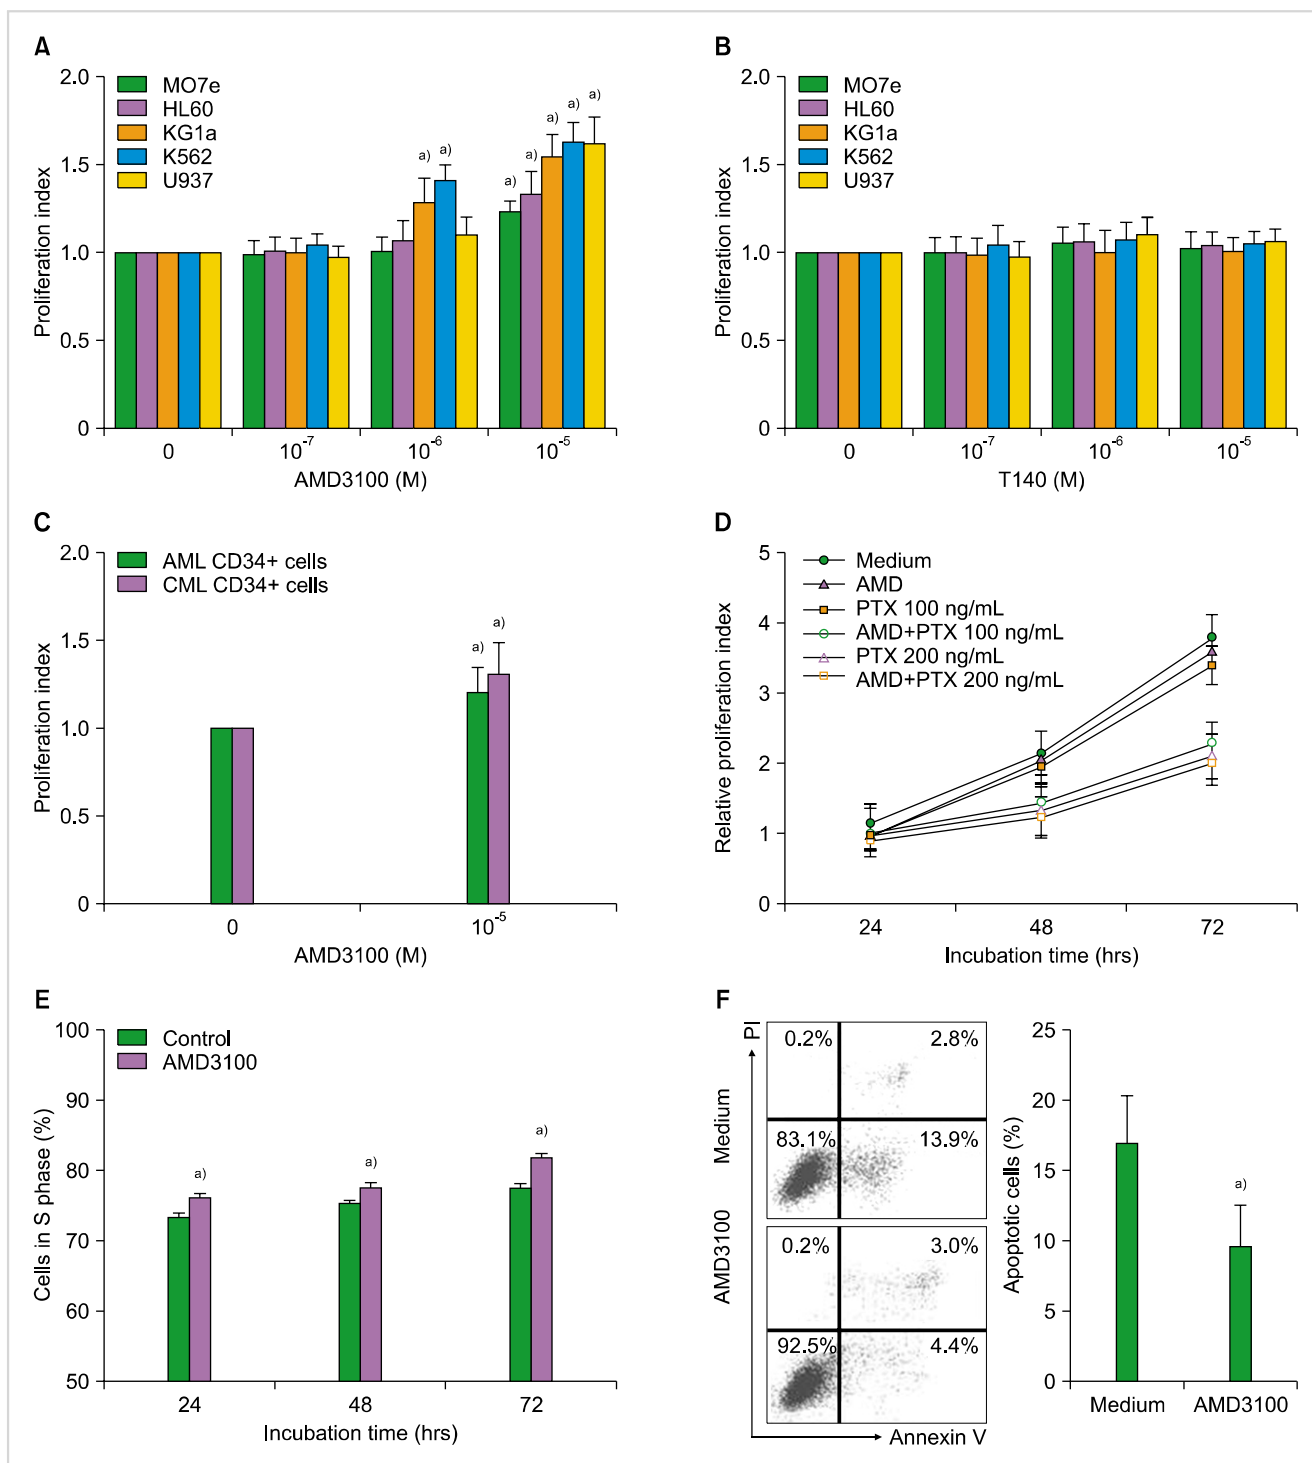 A
2.0
1.5
1.0
0.5
0
Proliferation index
MO7e
HL60
KG1a
K562
U937
a)
a)
a)
a)
a)
a)
a)
0
10-7
10-6
10-5
AMD3100 (M)
B
2.0
1.5
1.0
0.5
0
Proliferation index
MO7e
HL60
KG1a
K562
U937
0
10-7
10-6
10-5
T140 (M)
C
2.0
1.5
1.0
0.5
0
Proliferation index
AML CD34+ cells
CML CD34+ cells
a)
a)
0
10-5
AMD3100 (M)
D
5
4
3
2
1
0
Relative proliferation index
Medium
AMD
PTX 100 ng/mL
AMD+PTX 100 ng/mL
PTX 200 ng/mL
AMD+PTX 200 ng/mL
24
48
72
Incubation time (hrs)
E
100
90
80
70
60
50
Cells in S phase (%)
Control
AMD3100
a)
a)
a)
24
48
72
Incubation time (hrs)
F
PI
Medium
AMD3100
0.2%
2.8%
83.1%
13.9%
0.2%
3.0%
92.5%
4.4%
Annexin V
25
20
15
10
5
0
Apoptotic cells (%)
a)
Medium
AMD3100